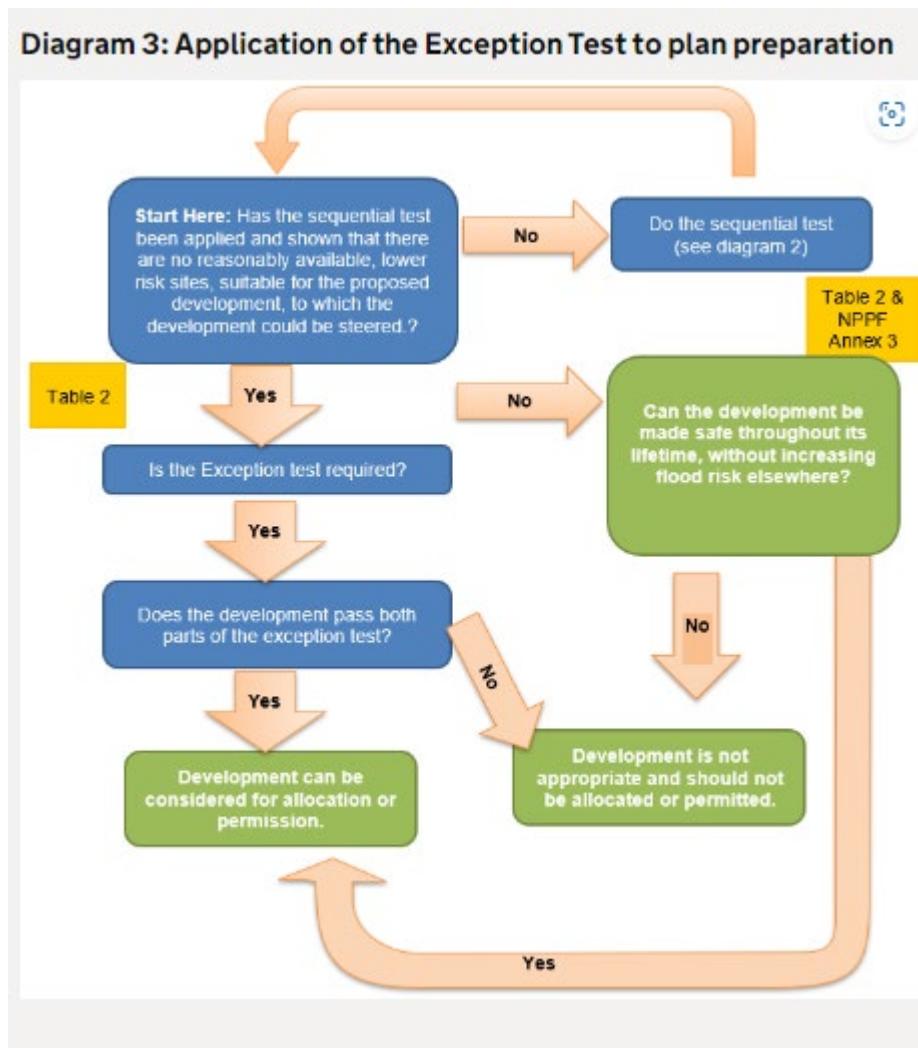 Diagram 3: Application of the Exception Test to plan preparation
Start Here: Has the sequential test
been applied and shown that there
are no reasonably available, lower
risk sites, suitable for the proposed
development, to which the
development could be steered.?
No
Do the sequential test
(see diagram 2)
Table 2 &
NPPF
Annex 3
Table 2
Yes
No
Can the development be
made safe throughout its
lifetime, without increasing
flood risk elsewhere?
Is the Exception test required?
Yes
Does the development pass both
parts of the exception test?
No
No
Yes
Development can be
considered for allocation or
permission.
Development is not
appropriate and should not
be allocated or permitted.
Yes